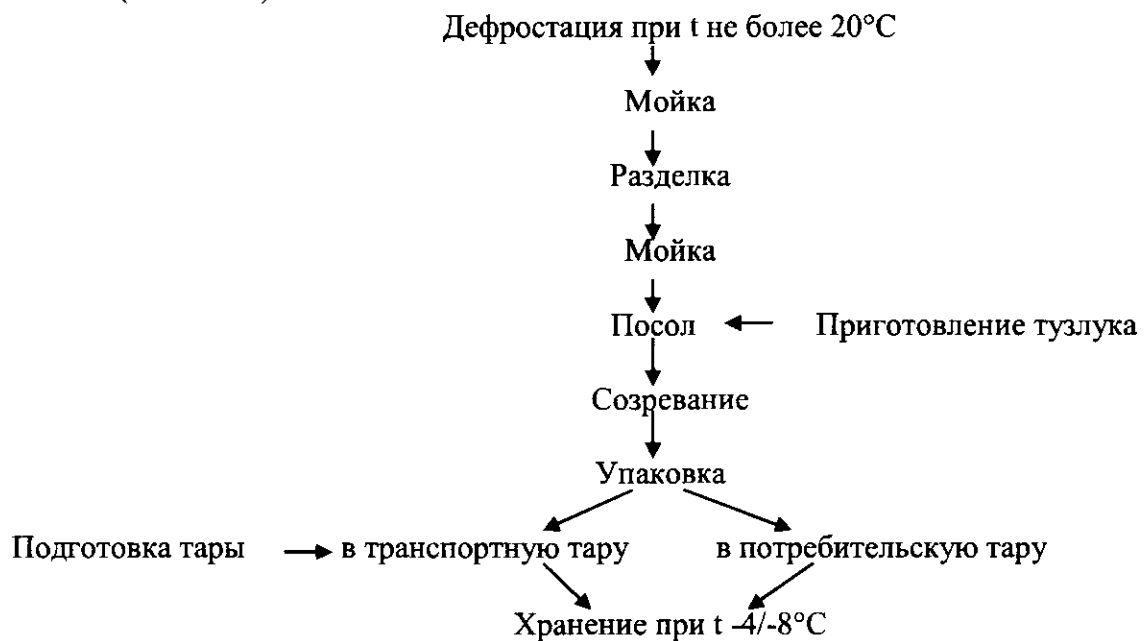 Дефростация при t не более 20°С
Мойка
Разделка
Мойка
Посол
Приготовление тузлука
Созревание
Упаковка
Подготовка тары
в транспортную тару
в потребительскую тару
Хранение при t -4/-8°С